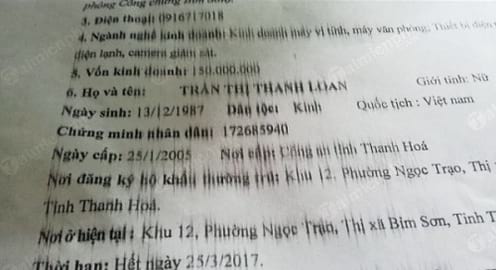 phòng Công chứng
3. Điện thoại: 0916717018
4. Ngành nghề kinh doanh: Kinh doanh máy vi tính, máy văn phòng, Thiết bị điện
điện lạnh, camera giám sát.
5. Vốn kinh doanh: 150.000.000
6. Họ và tên: TRẦN THỊ THANH LOAN Giới tính: Nữ
Ngày sinh: 13/12/1987 Dân tộc: Kinh Quốc tịch : Việt nam
Chứng minh nhân dân: 172685940
Ngày cấp: 25/1/2005 Nơi cấp: Công an tỉnh Thanh Hoá
Nơi đăng ký hộ khẩu thường trú: Khu 12, Phường Ngọc Trạo, Thị
Tỉnh Thanh Hoá.
Nơi ở hiện tại : Khu 12, Phường Ngọc Trạo, Thị xã Bỉm Sơn, Tỉnh T
Thời hạn: Hết ngày 25/3/2017.